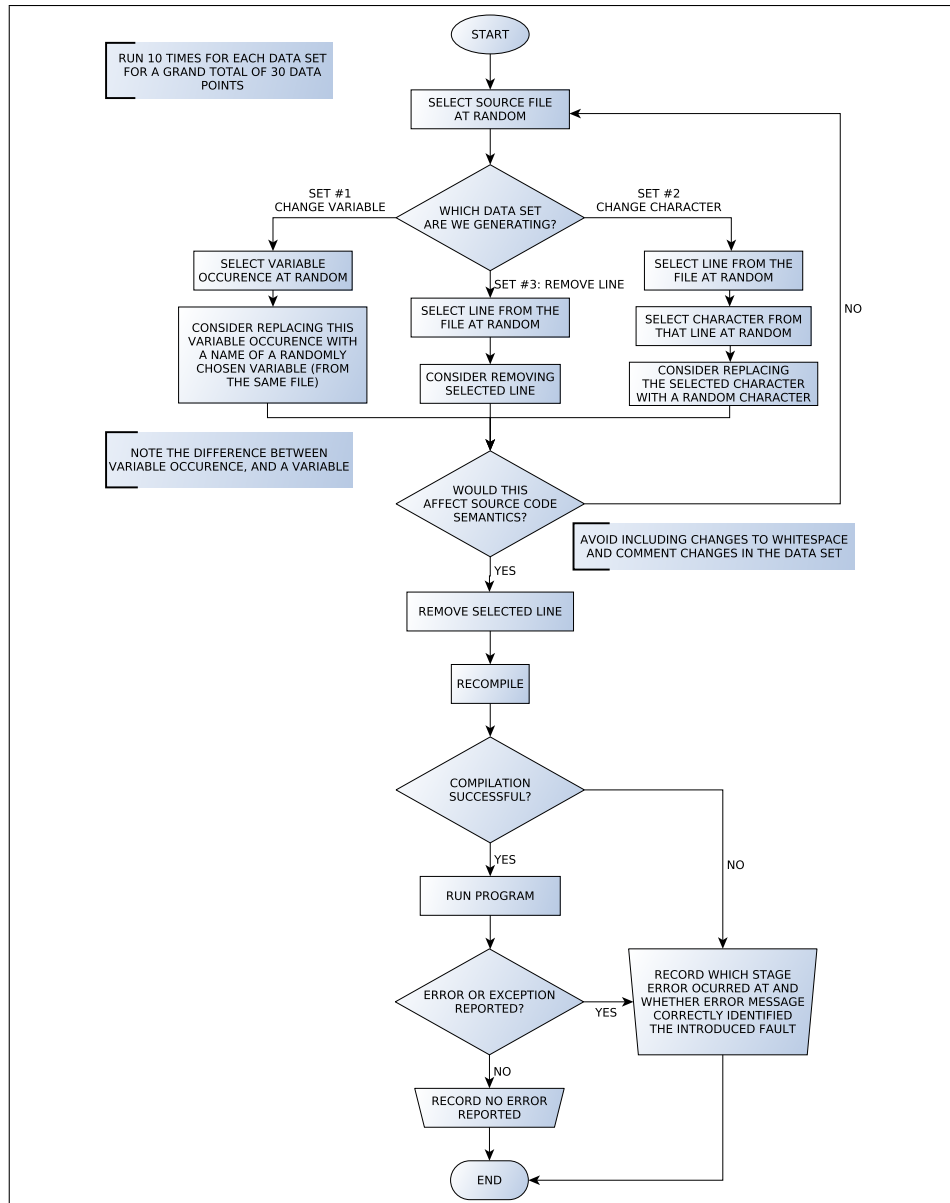 START
RUN 10 TIMES FOR EACH DATA SET
FOR A GRAND TOTAL OF 30 DATA
POINTS
SELECT SOURCE FILE
AT RANDOM
WHICH DATA SET
ARE WE GENERATING?
SET #1
CHANGE VARIABLE
SET #2
CHANGE CHARACTER
SET #3: REMOVE LINE
SELECT VARIABLE
OCCURENCE AT RANDOM
CONSIDER REPLACING THIS
VARIABLE OCCURENCE WITH
A NAME OF A RANDOMLY
CHOSEN VARIABLE (FROM
THE SAME FILE)
SELECT LINE FROM THE
FILE AT RANDOM
CONSIDER REMOVING
SELECTED LINE
SELECT LINE FROM THE
FILE AT RANDOM
SELECT CHARACTER FROM
THAT LINE AT RANDOM
CONSIDER REPLACING
THE SELECTED CHARACTER
WITH A RANDOM CHARACTER
NO
NOTE THE DIFFERENCE BETWEEN
VARIABLE OCCURENCE, AND A VARIABLE
WOULD THIS
AFFECT SOURCE CODE
SEMANTICS?
AVOID INCLUDING CHANGES TO WHITESPACE
AND COMMENT CHANGES IN THE DATA SET
YES
REMOVE SELECTED LINE
RECOMPILE
COMPILATION
SUCCESSFUL?
YES
NO
RUN PROGRAM
ERROR OR EXCEPTION
REPORTED?
YES
RECORD WHICH STAGE
ERROR OCURRED AT AND
WHETHER ERROR MESSAGE
CORRECTLY IDENTIFIED
THE INTRODUCED FAULT
NO
RECORD NO ERROR
REPORTED
END